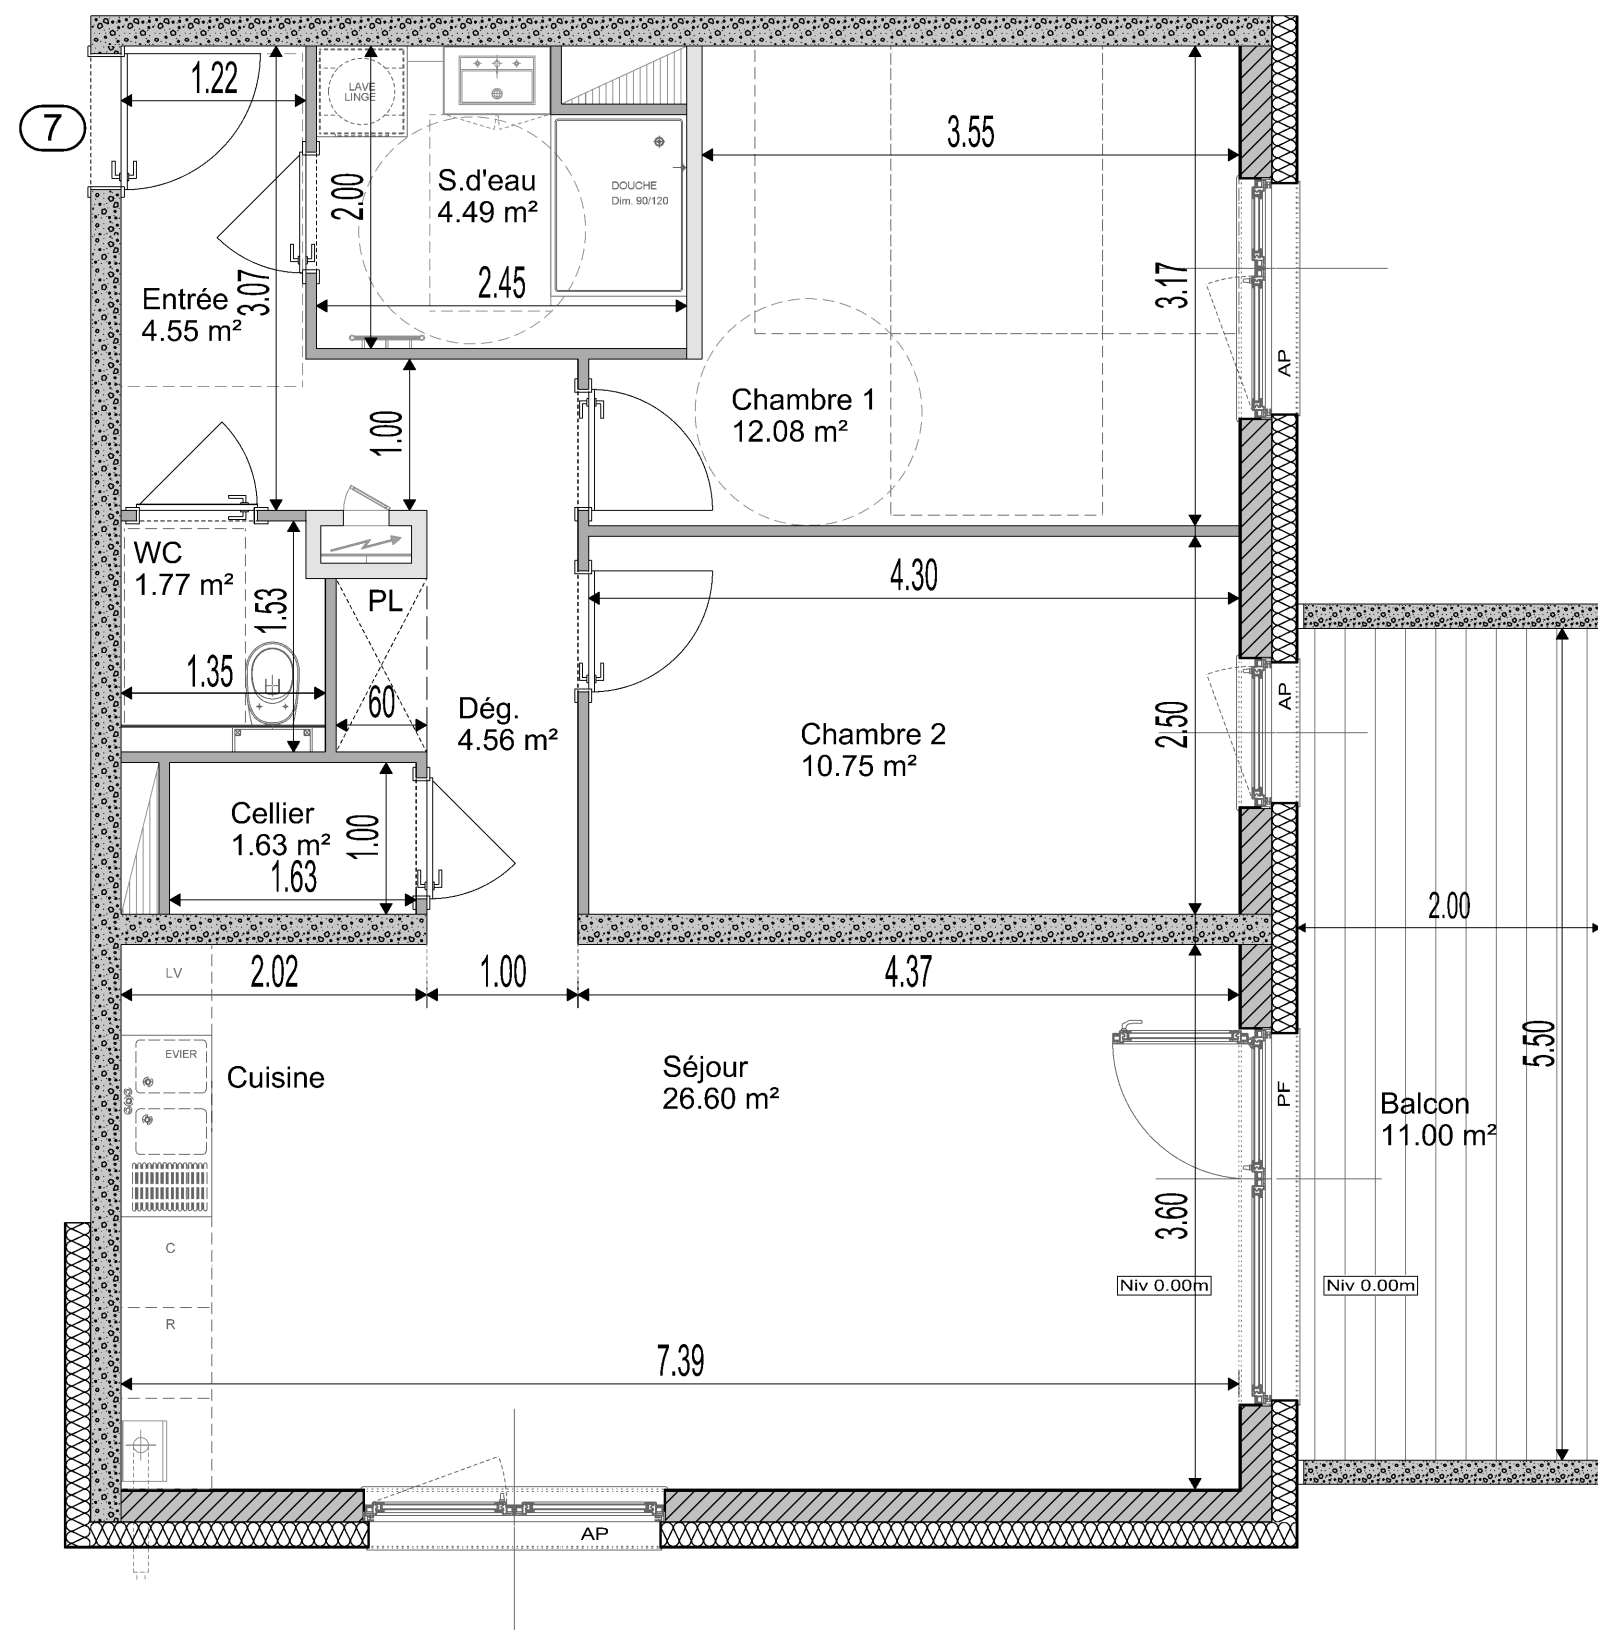 7
1.22
LAVE
LINGE
2.00
S.d'eau
4.49 m²
DOUCHE
Dim. 90/120
3.55
2.45
3.07
3.17
Entrée
4.55 m²
AP
Chambre 1
12.08 m²
1.00
WC
1.77 m²
1.53
PL
4.30
1.35
60
Dég.
4.56 m²
AP
2.50
Chambre 2
10.75 m²
Cellier
1.63 m²
1.63
1.00
2.00
LV
2.02
1.00
4.37
EVIER
Cuisine
Séjour
26.60 m²
5.50
PF
Balcon
11.00 m²
3.60
C
Niv 0.00m
Niv 0.00m
R
7.39
AP